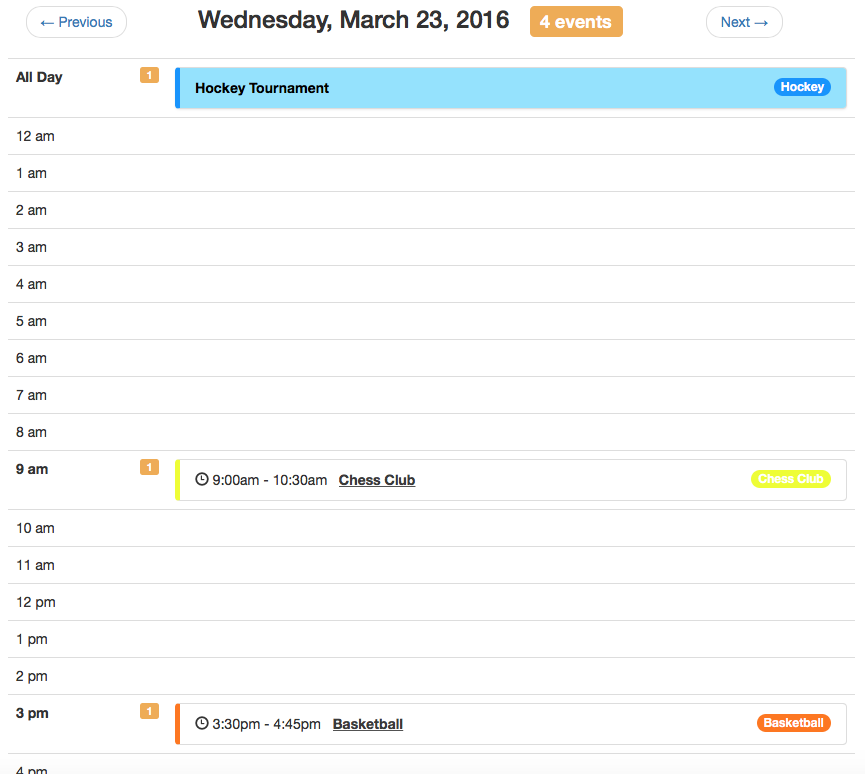 ← Previous Wednesday, March 23, 2016 4 events Next →
All Day 1 Hockey Tournament Hockey
12 am
1 am
2 am
3 am
4 am
5 am
6 am
7 am
8 am
9 am 1 9:00am - 10:30am Chess Club Chess Club
10 am
11 am
12 pm
1 pm
2 pm
3 pm 1 3:30pm - 4:45pm Basketball Basketball
4 pm